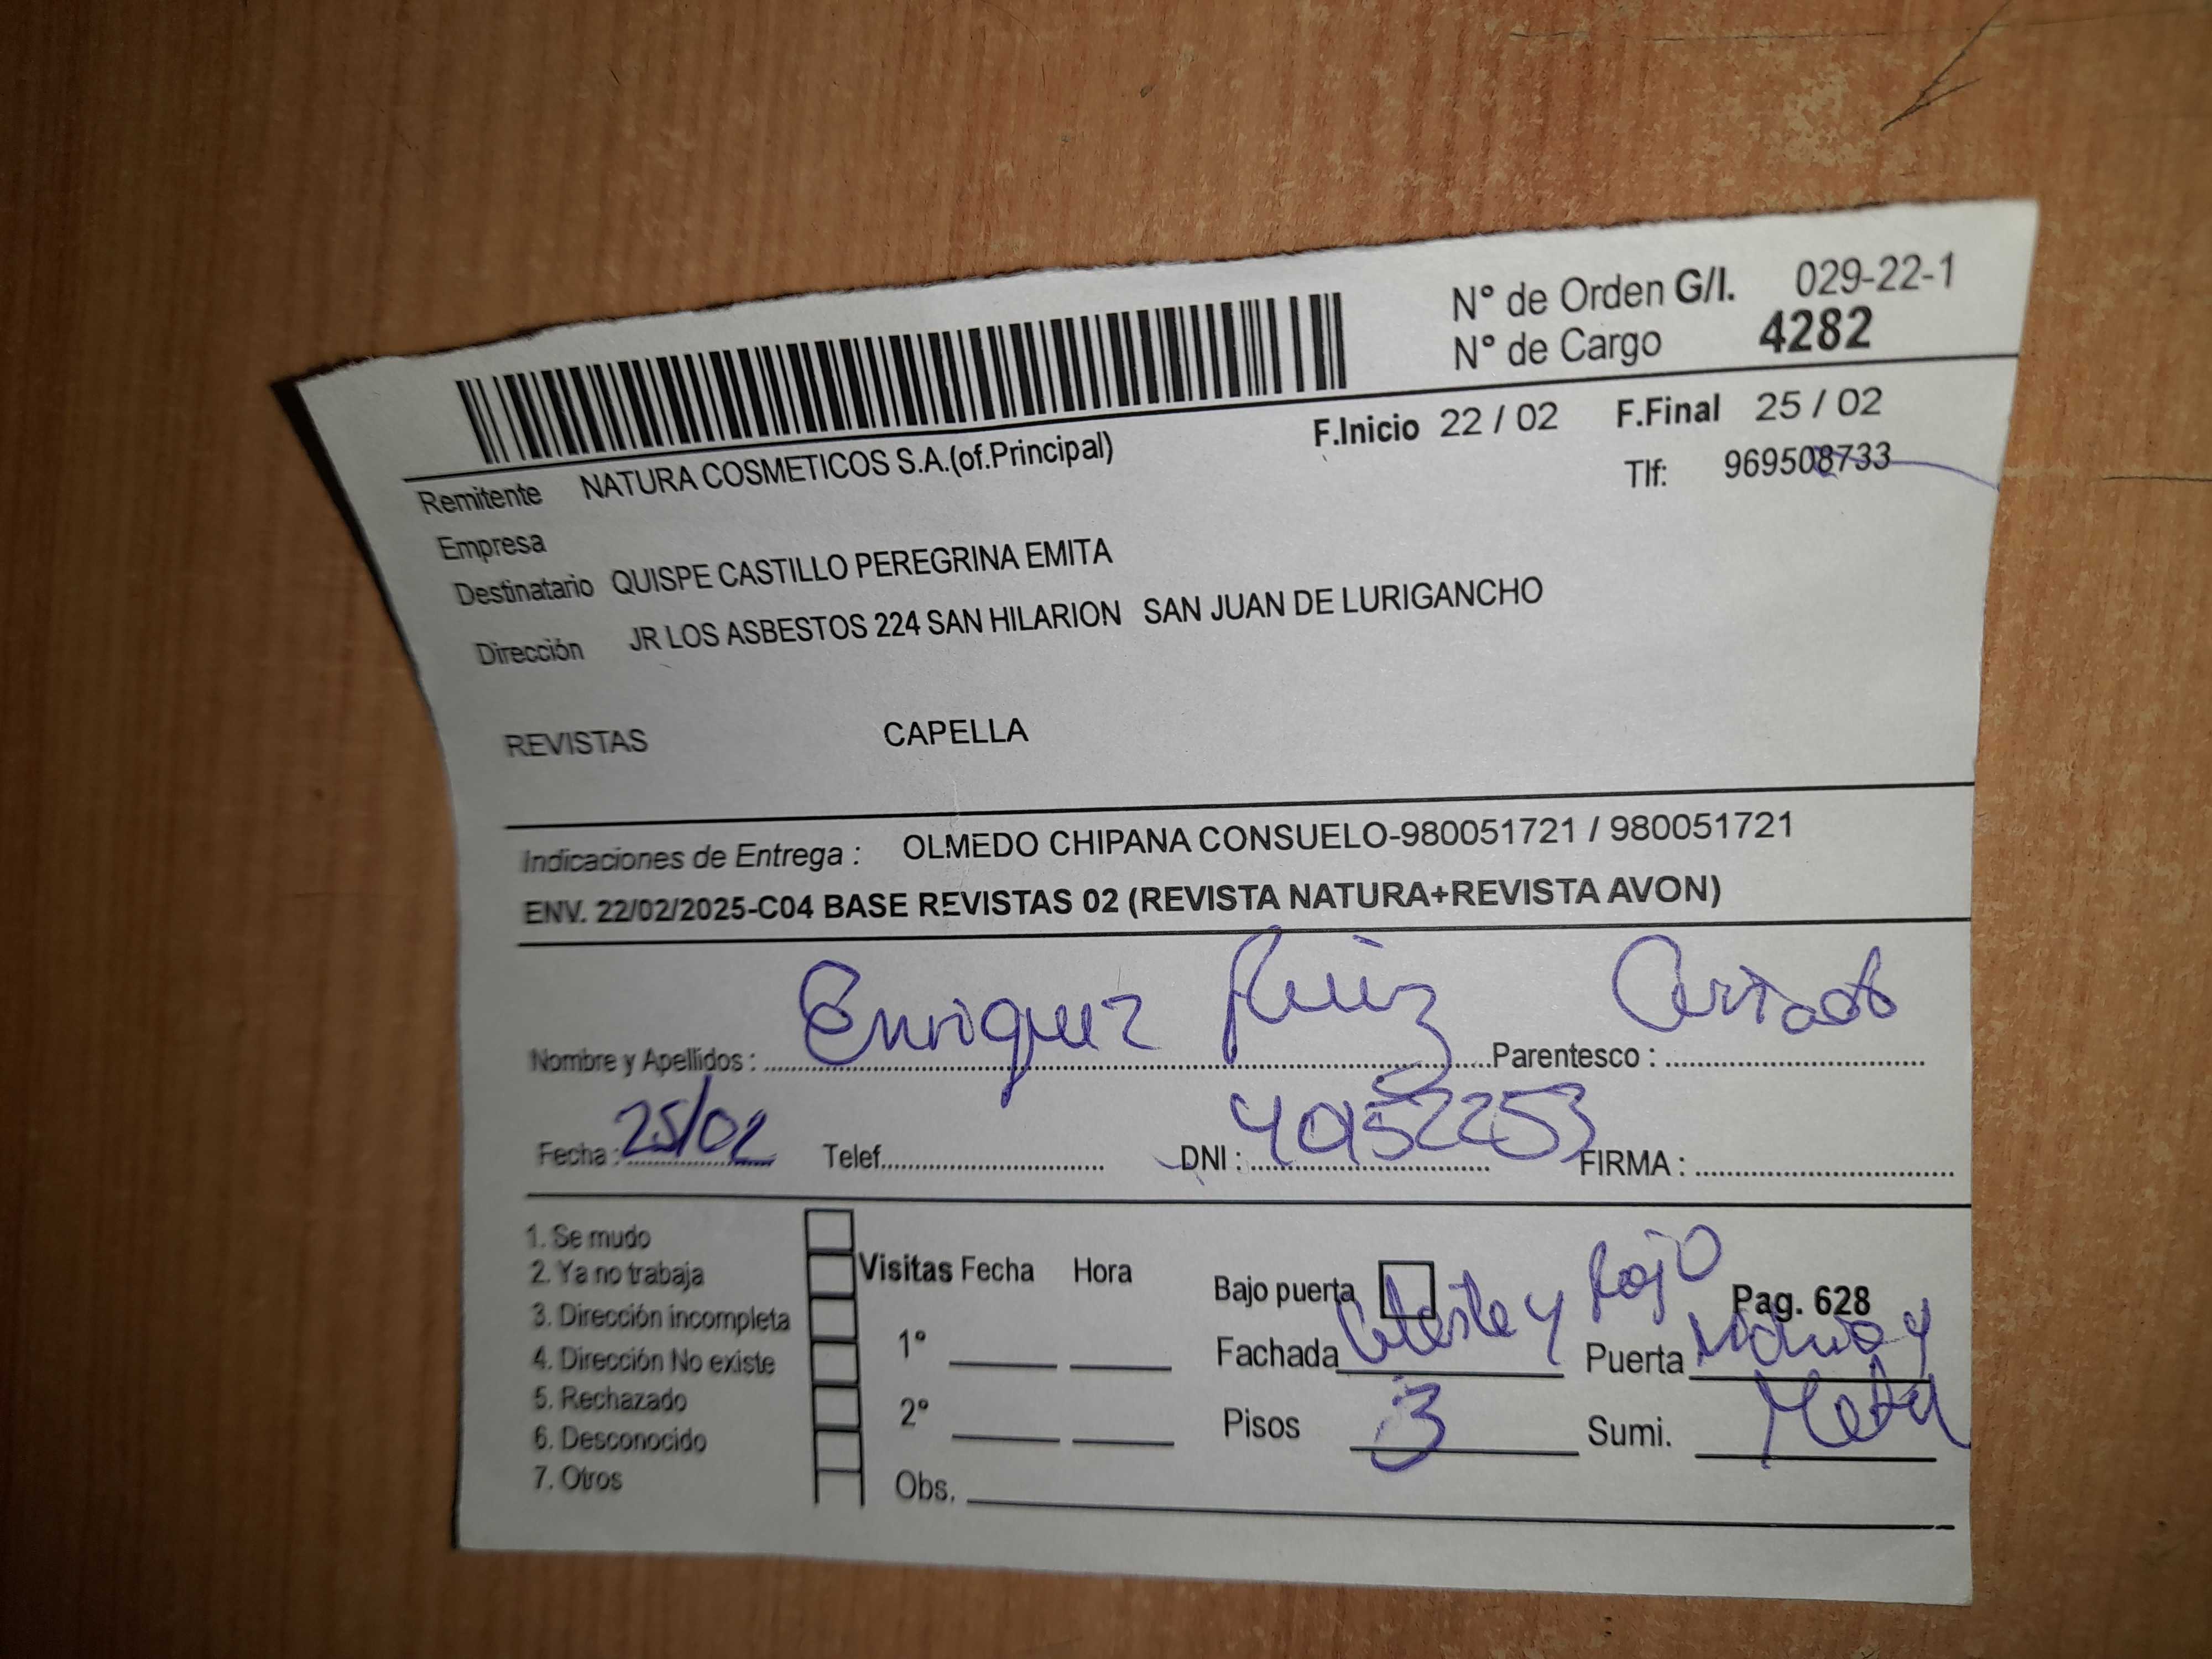 N° de Orden G/I. 029-22-1
N° de Cargo 4282
F.Inicio 22 / 02 F.Final 25 / 02
Remitente NATURA COSMETICOS S.A.(of.Principal) Tlf: 969508733
Empresa
Destinatario QUISPE CASTILLO PEREGRINA EMITA
Dirección JR LOS ASBESTOS 224 SAN HILARION SAN JUAN DE LURIGANCHO
REVISTAS CAPELLA
Indicaciones de Entrega : OLMEDO CHIPANA CONSUELO-980051721 / 980051721
ENV. 22/02/2025-C04 BASE REVISTAS 02 (REVISTA NATURA+REVISTA AVON)
Nombre y Apellidos : Enriquez Ruiz Parentesco :
Fecha : 25/02 Telef. DNI : FIRMA :
1. Se mudo
2. Ya no trabaja
3. Dirección incompleta
4. Dirección No existe
5. Rechazado
6. Desconocido
7. Otros
Visitas Fecha Hora
1°
2°
Obs.
Bajo puerta Pag. 628
Fachada Celeste y Rojo Puerta
Pisos 3 Sumi.